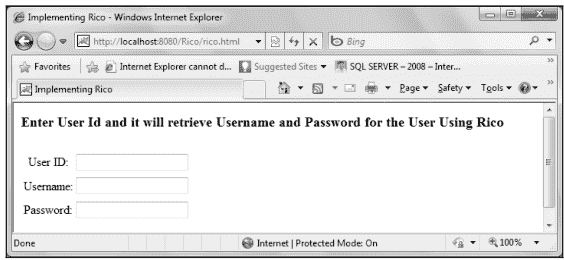 Implementing Rico - Windows Internet Explorer
http://localhost:8080/Rico/rico.html
Bing
Favorites
Internet Explorer cannot d...
Suggested Sites
SQL SERVER – 2008 – Inter...
Implementing Rico
Page
Safety
Tools
Enter User Id and it will retrieve Username and Password for the User Using Rico
User ID:
Username:
Password:
Done
Internet | Protected Mode: On
100%